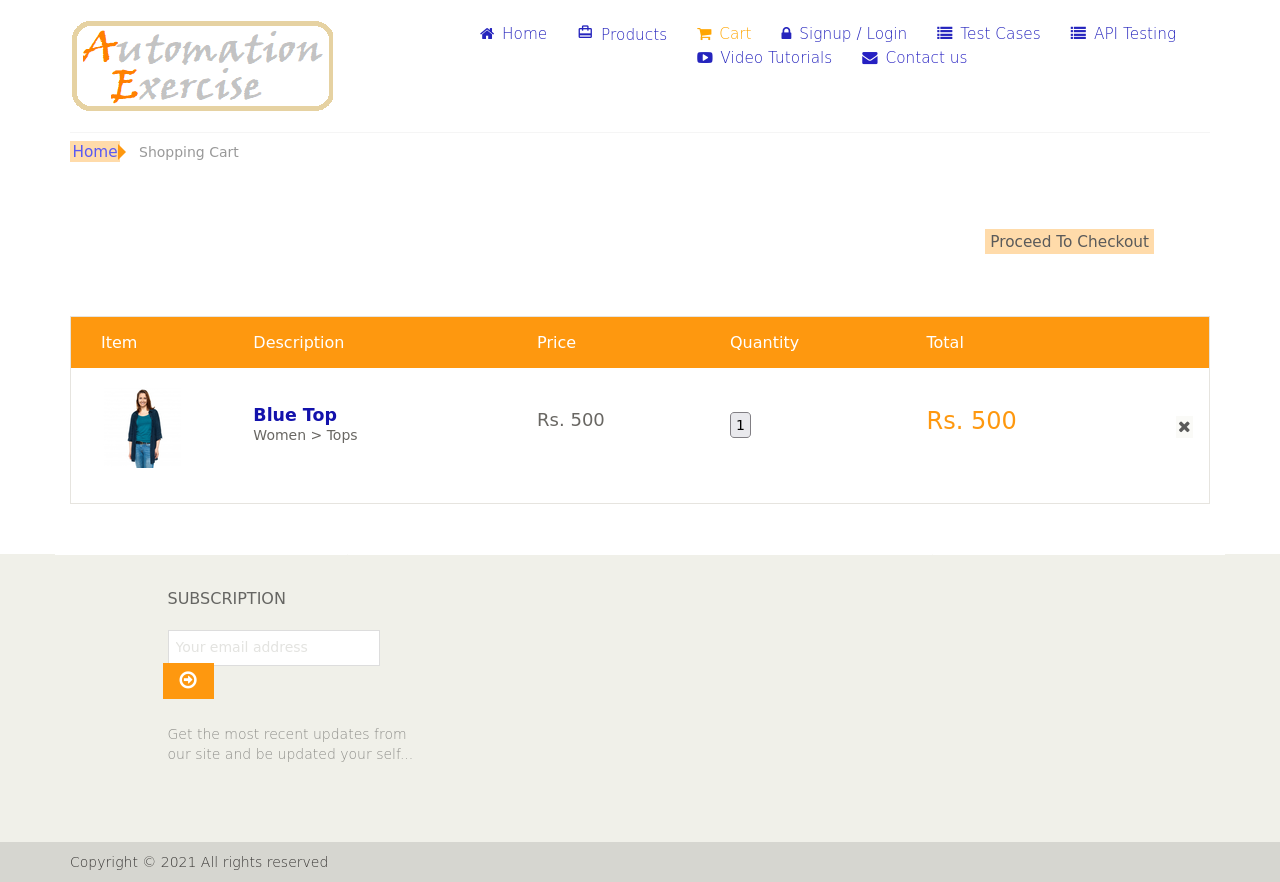 Automation
Exercise
Home Products Cart Signup / Login Test Cases API Testing
Video Tutorials Contact us
Home Shopping Cart
Proceed To Checkout
Item Description Price Quantity Total
Blue Top Rs. 500 1 Rs. 500
Women > Tops
SUBSCRIPTION
Your email address
Get the most recent updates from
our site and be updated your self...
Copyright © 2021 All rights reserved